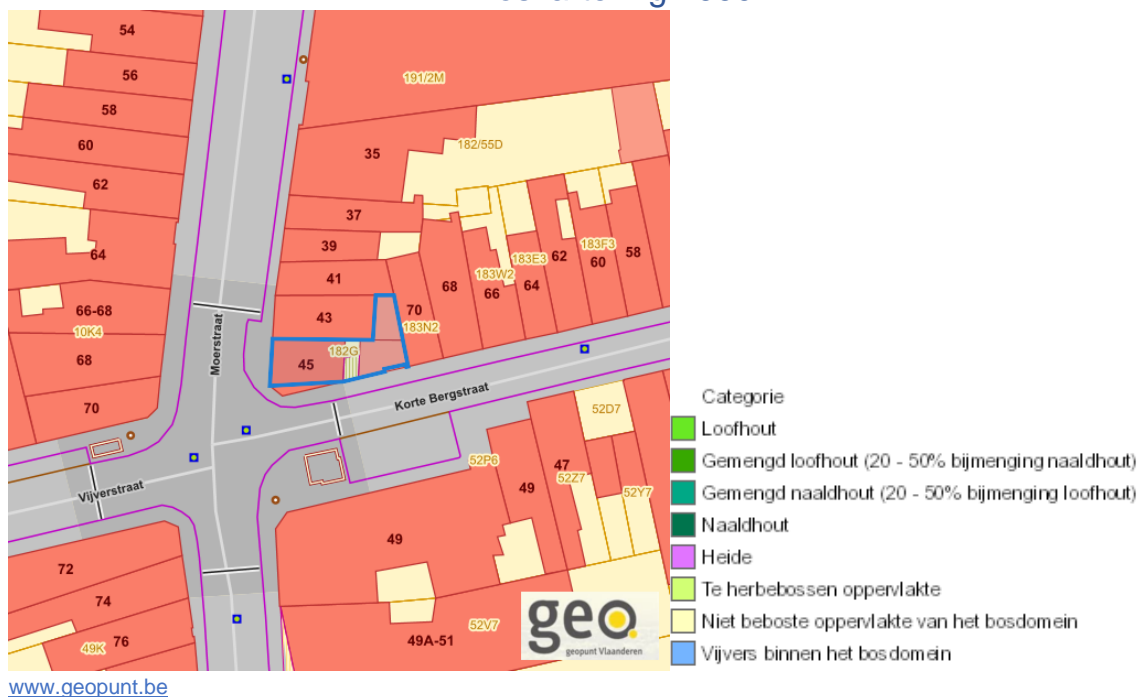 54
56
191/2M
58
60
35
182/55D
62
37
64
39
183E3
62
183F3
60
58
41
68
183W2
66
64
66-68
10K4
43
70
183N2
68
45
182G
Moerstraat
70
Korte Bergstraat
Vijverstraat
52D7
52P6
47
52Z7
49
52Y7
49
72
74
49K
76
52V7
49A-51
geo.
geopunt Vlaanderen
Categorie
Loofhout
Gemengd loofhout (20 - 50% bijmenging naaldhout)
Gemengd naaldhout (20 - 50% bijmenging loofhout)
Naaldhout
Heide
Te herbebossen oppervlakte
Niet beboste oppervlakte van het bosdomein
Vijvers binnen het bosdomein
www.geopunt.be